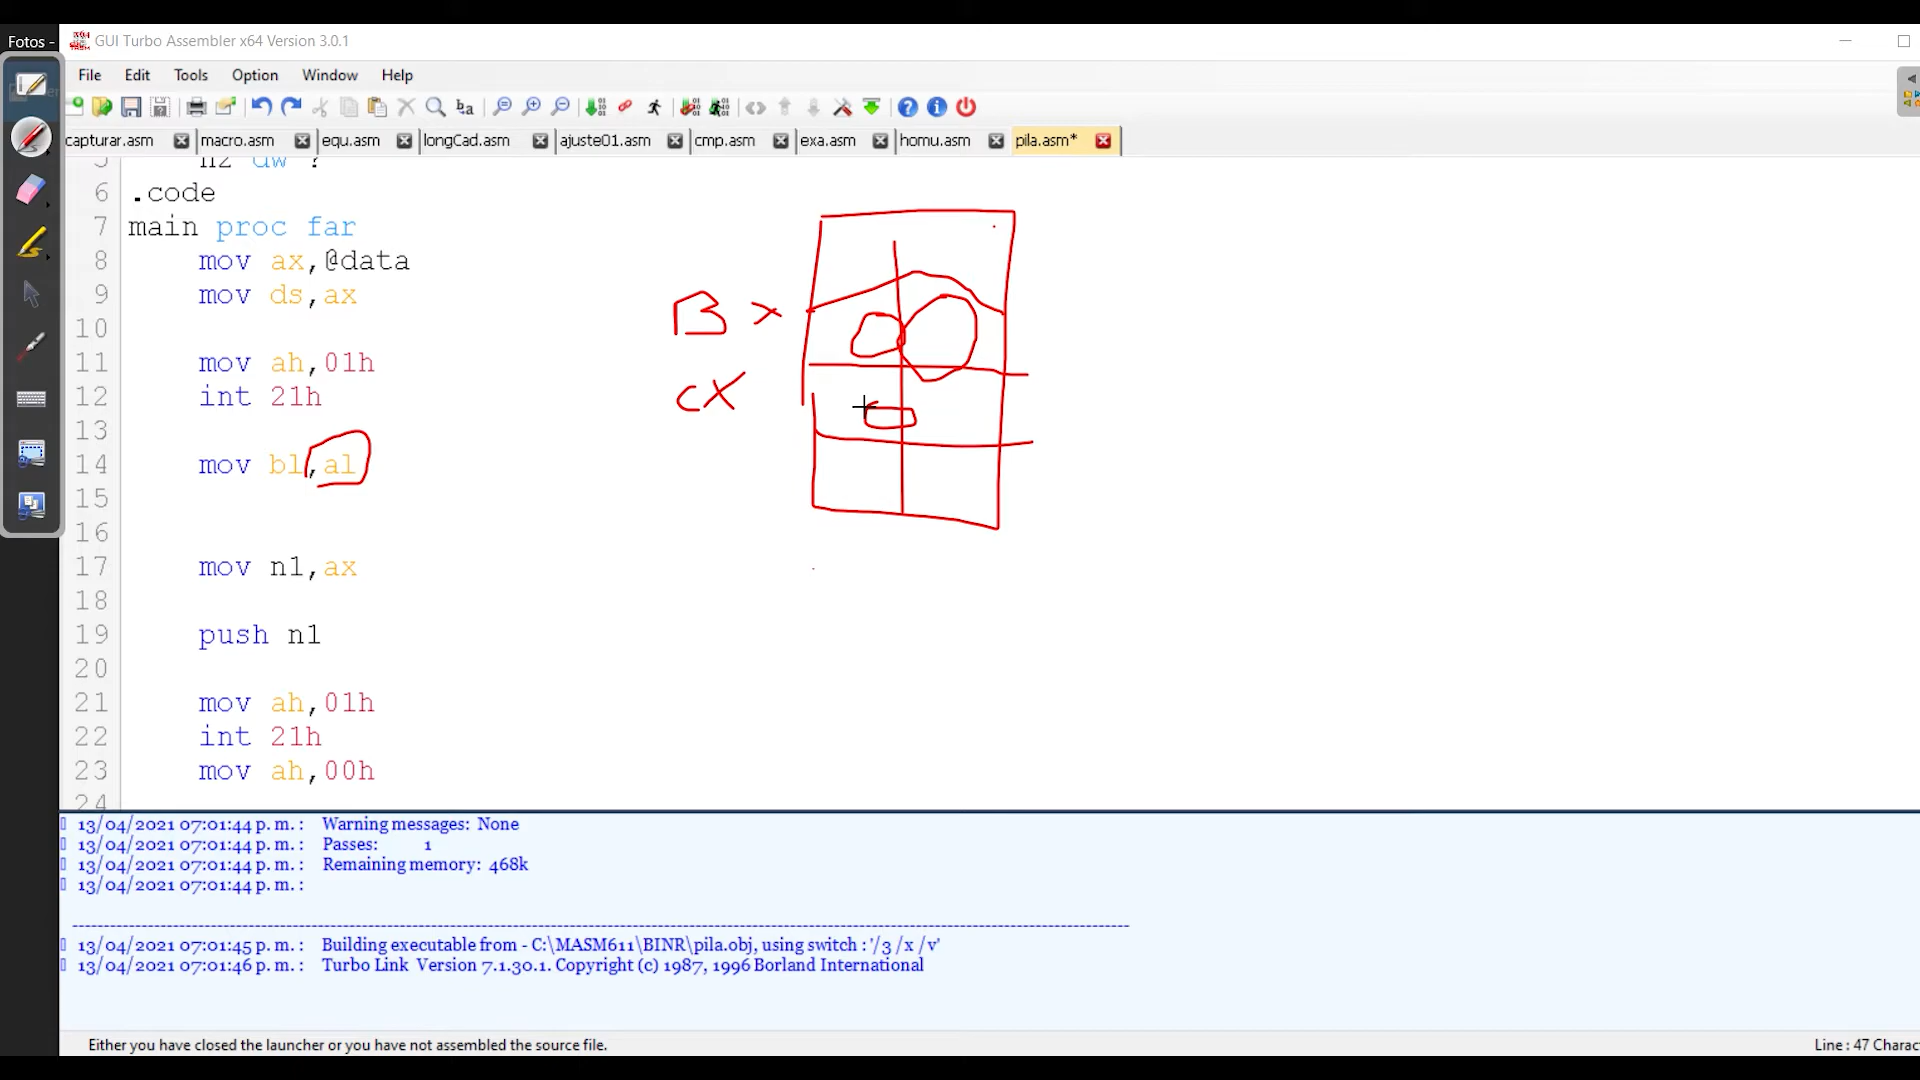 Fotos -
GUI Turbo Assembler x64 Version 3.0.1
File Edit Tools Option Window Help
capturar.asm macro.asm equ.asm longCad.asm ajuste01.asm cmp.asm exa.asm homu.asm pila.asm*
5 n2 dw ?
6 .code
7 main proc far
8 mov ax,@data
9 mov ds,ax
10
11 mov ah,01h
12 int 21h
13
14 mov bl,al
15
16
17 mov n1,ax
18
19 push n1
20
21 mov ah,01h
22 int 21h
23 mov ah,00h
24
BX
CX
13/04/2021 07:01:44 p. m. : Warning messages: None
13/04/2021 07:01:44 p. m. : Passes: 1
13/04/2021 07:01:44 p. m. : Remaining memory: 468k
13/04/2021 07:01:44 p. m. :
13/04/2021 07:01:45 p. m. : Building executable from - C:\MASM611\BINR\pila.obj, using switch : '/3 /x /v'
13/04/2021 07:01:46 p. m. : Turbo Link Version 7.1.30.1. Copyright (c) 1987, 1996 Borland International
Either you have closed the launcher or you have not assembled the source file.
Line : 47 Charac